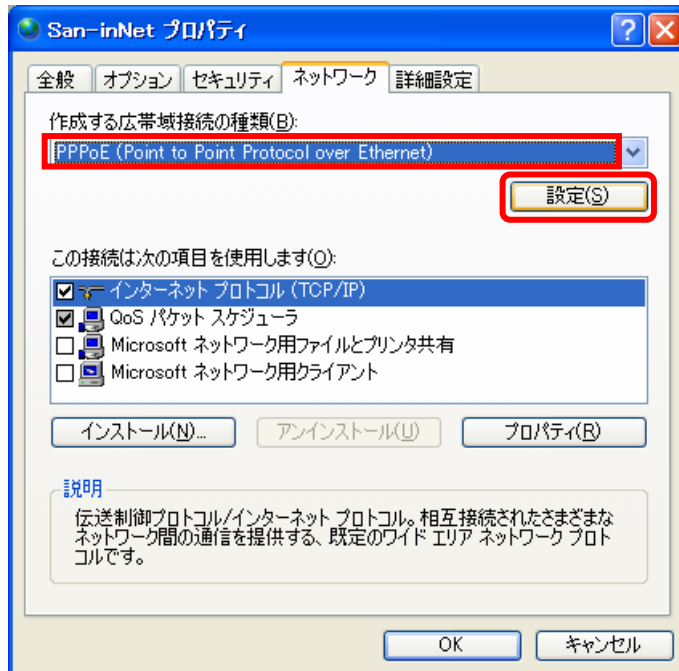 San-inNet プロパティ
全般 オプション セキュリティ ネットワーク 詳細設定
作成する広帯域接続の種類(B):
PPPoE (Point to Point Protocol over Ethernet)
設定(S)
この接続は次の項目を使用します(O):
インターネット プロトコル (TCP/IP)
QoS パケット スケジューラ
Microsoft ネットワーク用ファイルとプリンタ共有
Microsoft ネットワーク用クライアント
インストール(N)... アンインストール(U) プロパティ(R)
説明
伝送制御プロトコル/インターネット プロトコル。相互接続されたさまざまな
ネットワーク間の通信を提供する、既定のワイド エリア ネットワーク プロト
コルです。
OK キャンセル